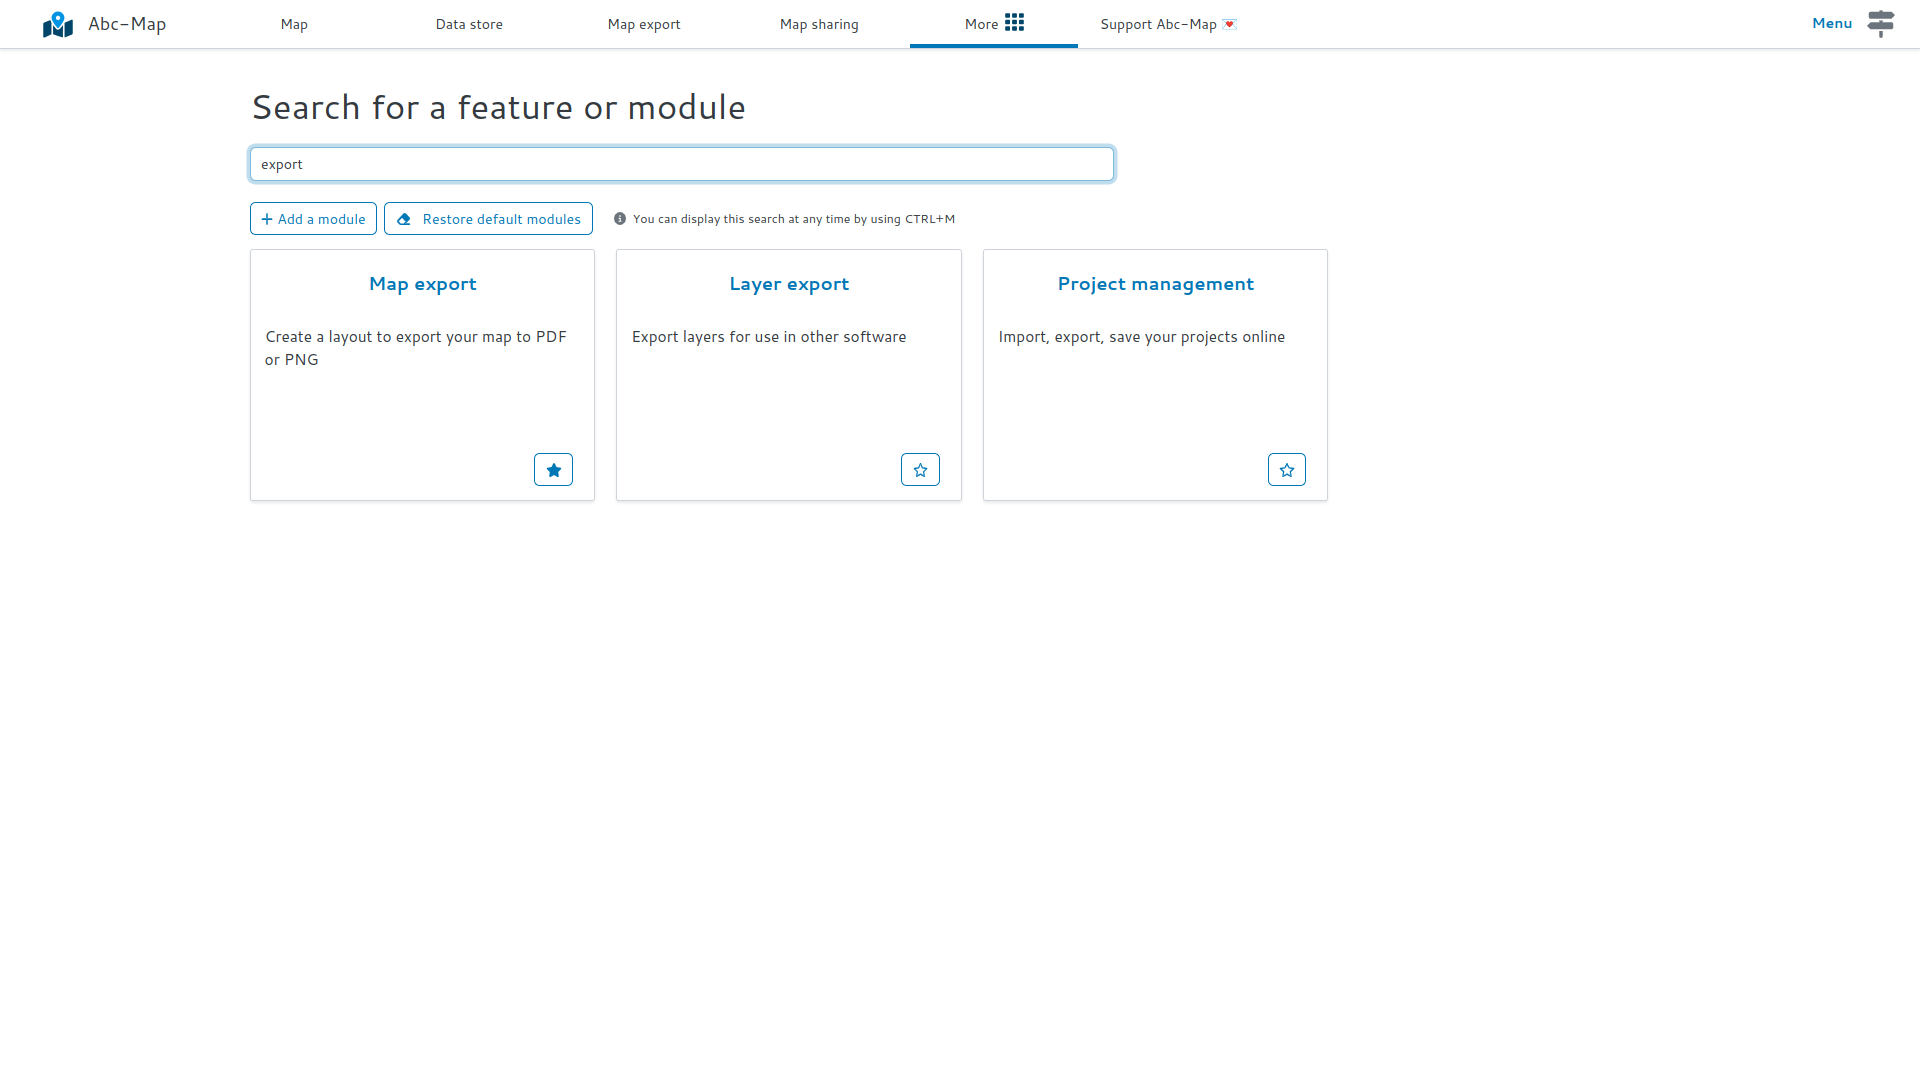 Abc-Map
Map
Data store
Map export
Map sharing
More
Support Abc-Map 💌
Menu
Search for a feature or module
export
Add a module
Restore default modules
You can display this search at any time by using CTRL+M
Map export
Create a layout to export your map to PDF
or PNG
Layer export
Export layers for use in other software
Project management
Import, export, save your projects online